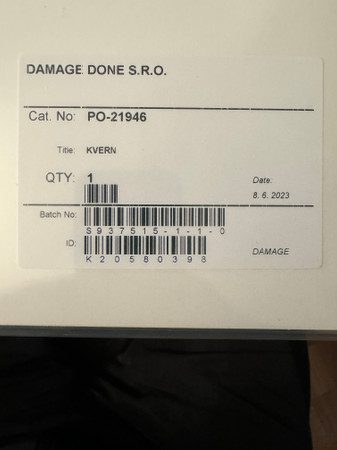 DAMAGE DONE S.R.O.
Cat. No: PO-21946
Title: KVERN
QTY: 1
Date:
8. 6. 2023
Batch No:
S937515-1-1-0
ID:
K20580398
DAMAGE